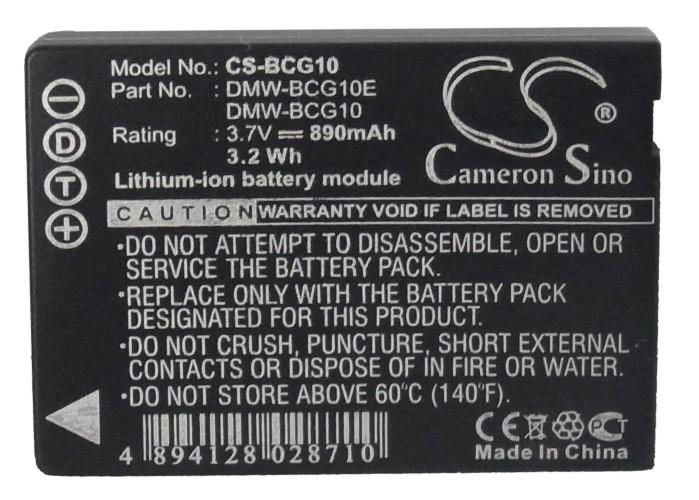 Model No.: CS-BCG10
Part No. : DMW-BCG10E
DMW-BCG10
Rating : 3.7V 890mAh
3.2 Wh
Lithium-ion battery module
CS ®
Cameron Sino
− D T +
CAUTION WARRANTY VOID IF LABEL IS REMOVED
•DO NOT ATTEMPT TO DISASSEMBLE, OPEN OR
SERVICE THE BATTERY PACK.
•REPLACE ONLY WITH THE BATTERY PACK
DESIGNATED FOR THIS PRODUCT.
•DO NOT CRUSH, PUNCTURE, SHORT EXTERNAL
CONTACTS OR DISPOSE OF IN FIRE OR WATER.
•DO NOT STORE ABOVE 60°C (140°F).
4 894128 028710
CE PCT
Made In China